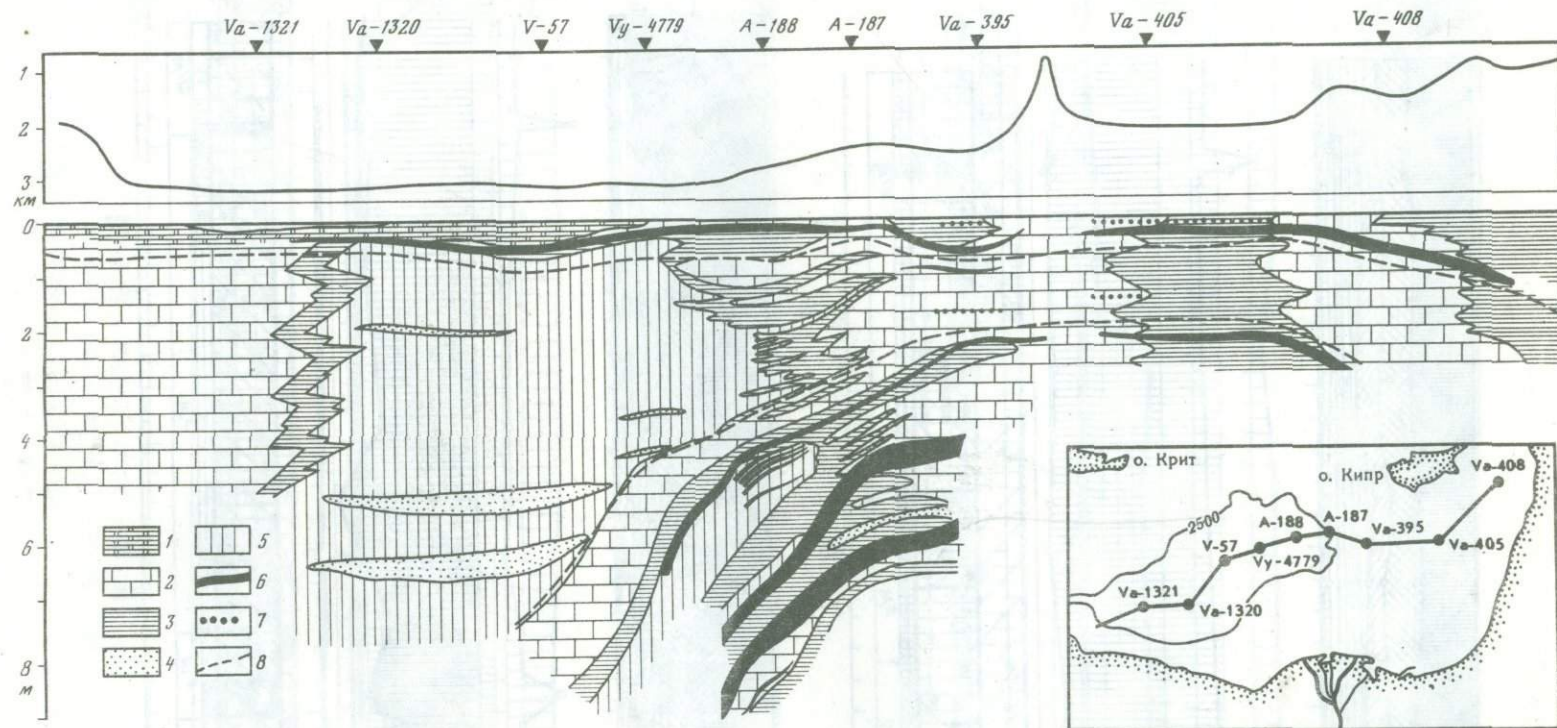 Va-1321
Va-1320
V-57
Vy-4779
A-188
A-187
Va-395
Va-405
Va-408
1
2
3
км
0
2
4
6
8
м
1
2
3
4
5
6
7
8
о. Крит
о. Кипр
Va-408
2500
A-188
A-187
Va-395
V-57
Vy-4779
Va-405
Va-1321
Va-1320